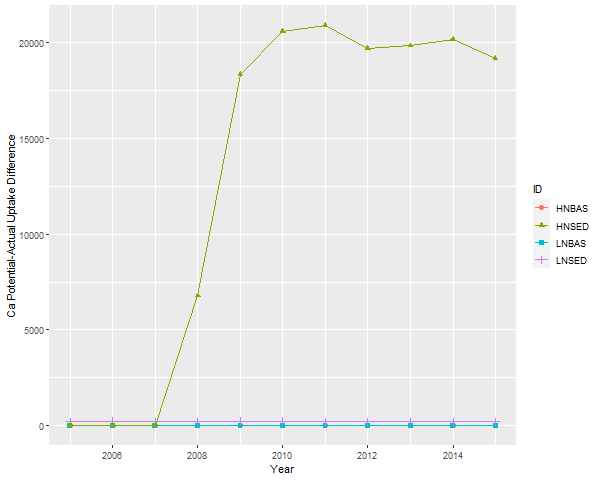 Ca Potential-Actual Uptake Difference
20000
15000
10000
5000
0
2006
2008
2010
2012
2014
Year
ID
HNBAS
HNSED
LNBAS
LNSED